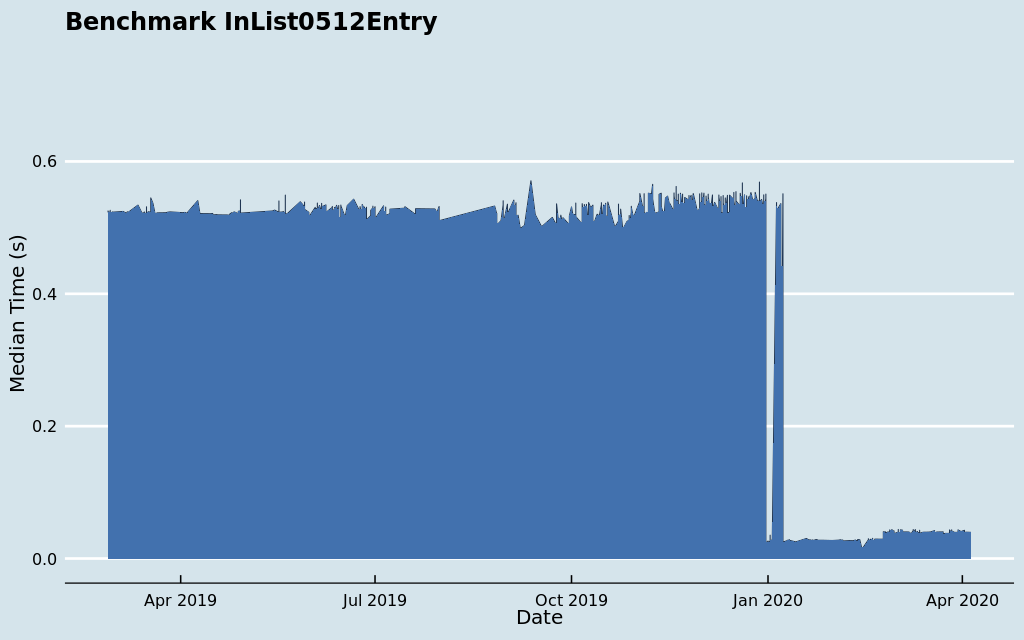 Benchmark InList0512Entry
Median Time (s)
0.6
0.4
0.2
0.0
Apr 2019 Jul 2019 Oct 2019 Jan 2020 Apr 2020
Date